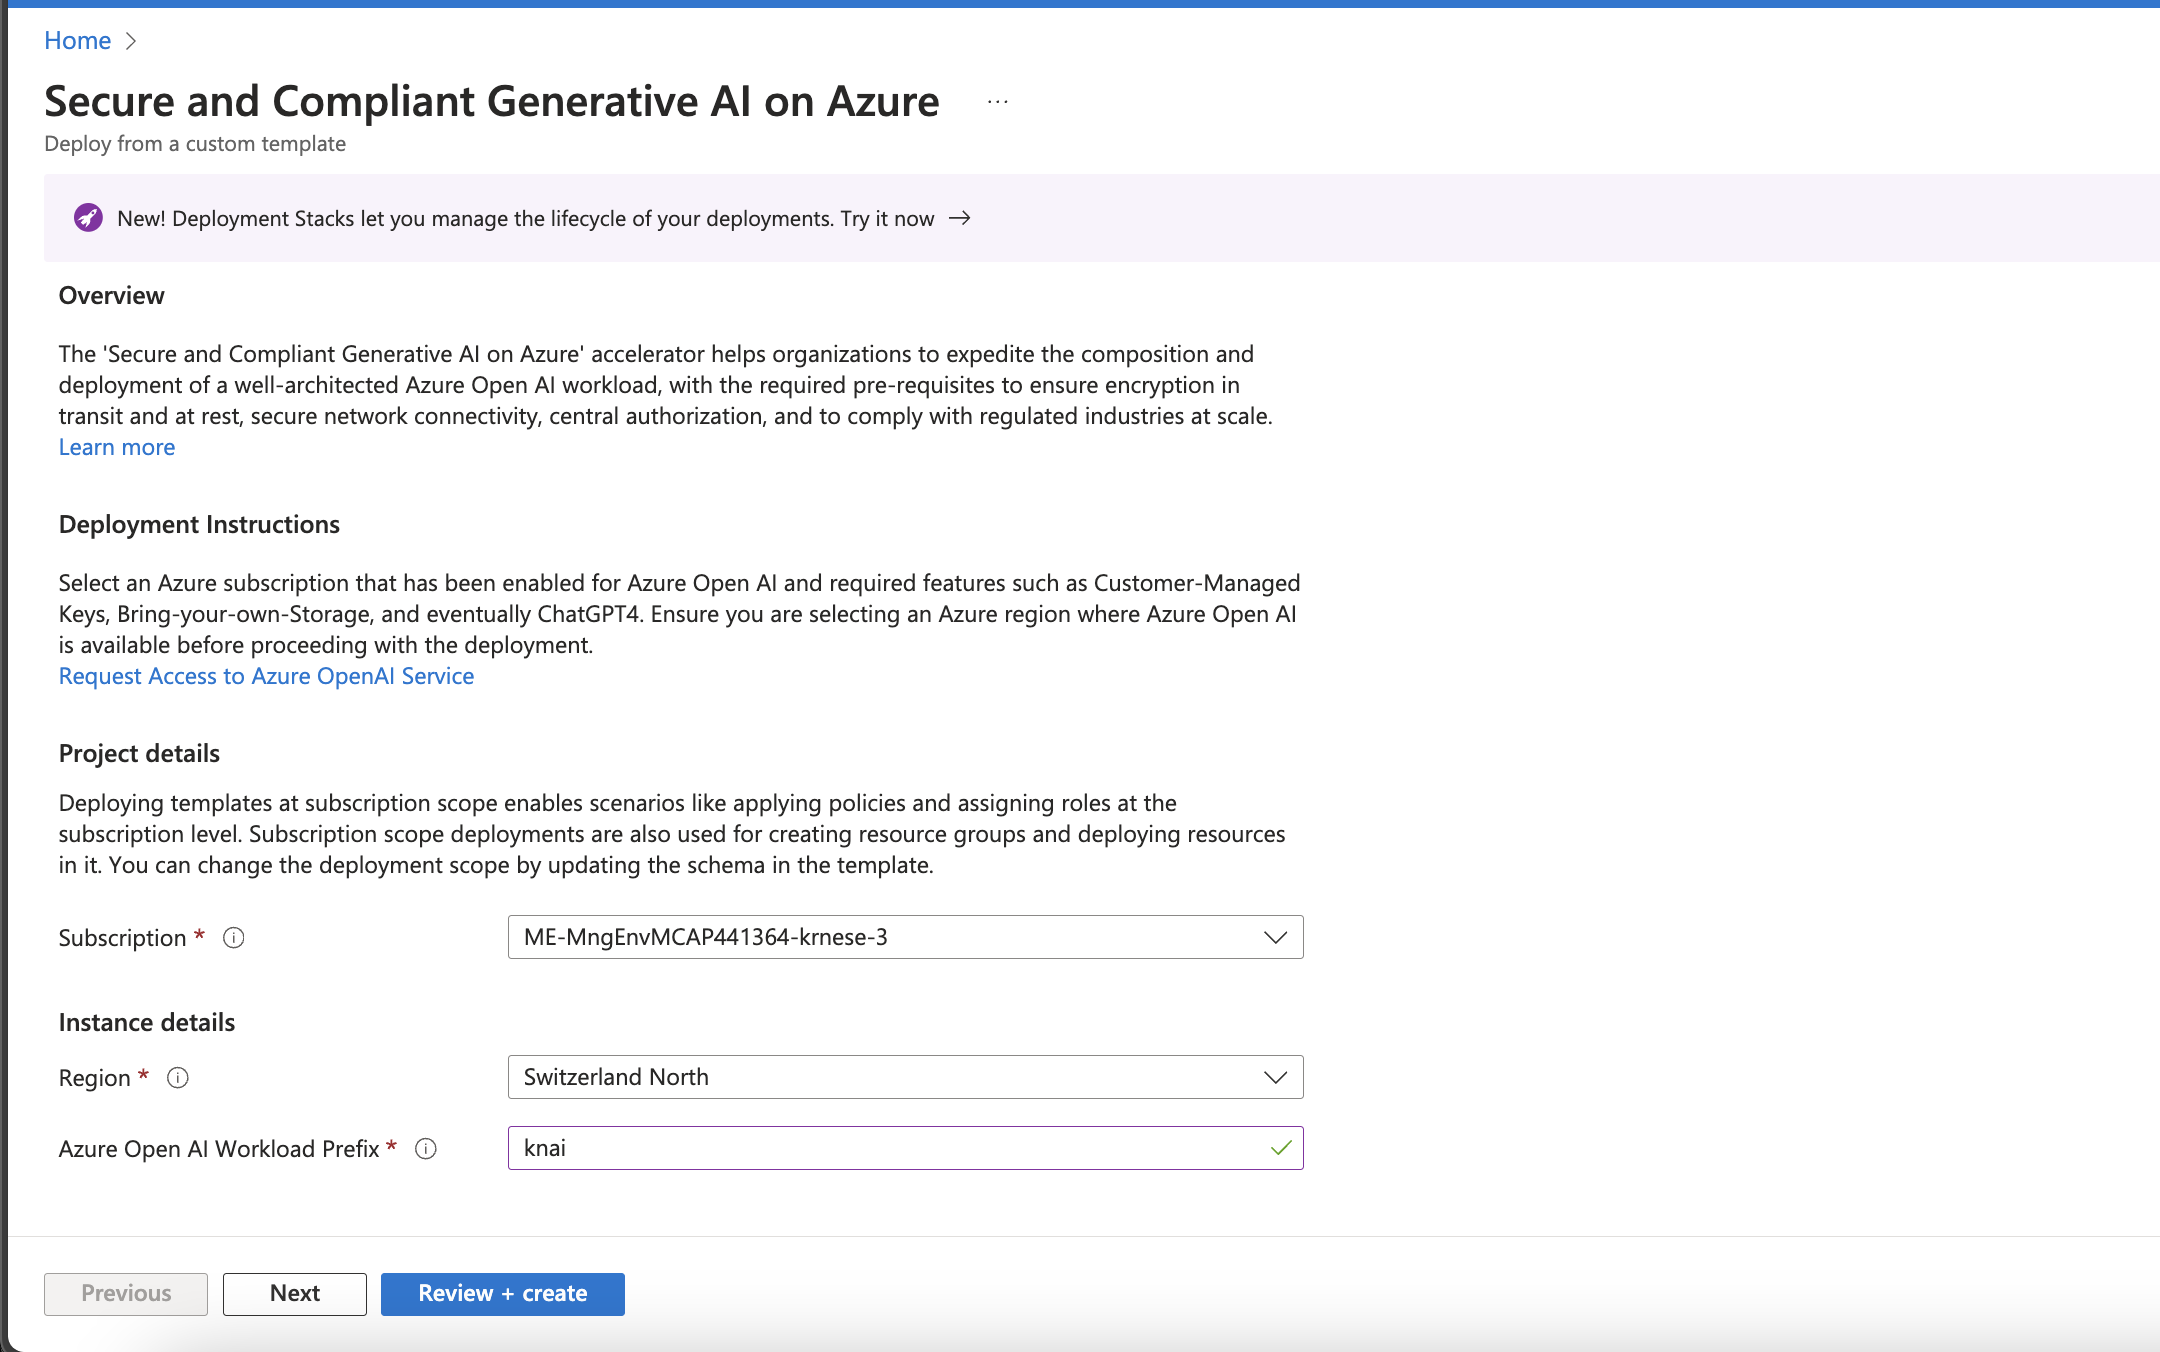 Home
Secure and Compliant Generative AI on Azure ...
Deploy from a custom template
New! Deployment Stacks let you manage the lifecycle of your deployments. Try it now →
Overview
The 'Secure and Compliant Generative AI on Azure' accelerator helps organizations to expedite the composition and
deployment of a well-architected Azure Open AI workload, with the required pre-requisites to ensure encryption in
transit and at rest, secure network connectivity, central authorization, and to comply with regulated industries at scale.
Learn more
Deployment Instructions
Select an Azure subscription that has been enabled for Azure Open AI and required features such as Customer-Managed
Keys, Bring-your-own-Storage, and eventually ChatGPT4. Ensure you are selecting an Azure region where Azure Open AI
is available before proceeding with the deployment.
Request Access to Azure OpenAI Service
Project details
Deploying templates at subscription scope enables scenarios like applying policies and assigning roles at the
subscription level. Subscription scope deployments are also used for creating resource groups and deploying resources
in it. You can change the deployment scope by updating the schema in the template.
Subscription * ME-MngEnvMCAP441364-krnese-3
Instance details
Region * Switzerland North
Azure Open AI Workload Prefix * knai
Previous Next Review + create